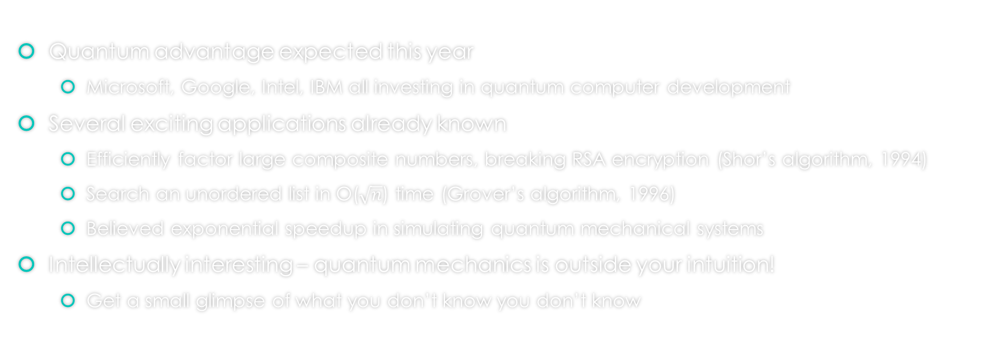 Quantum advantage expected this year
Microsoft, Google, Intel, IBM all investing in quantum computer development
Several exciting applications already known
Efficiently factor large composite numbers, breaking RSA encryption (Shor's algorithm, 1994)
Search an unordered list in O(√n) time (Grover's algorithm, 1996)
Believed exponential speedup in simulating quantum mechanical systems
Intellectually interesting – quantum mechanics is outside your intuition!
Get a small glimpse of what you don't know you don't know